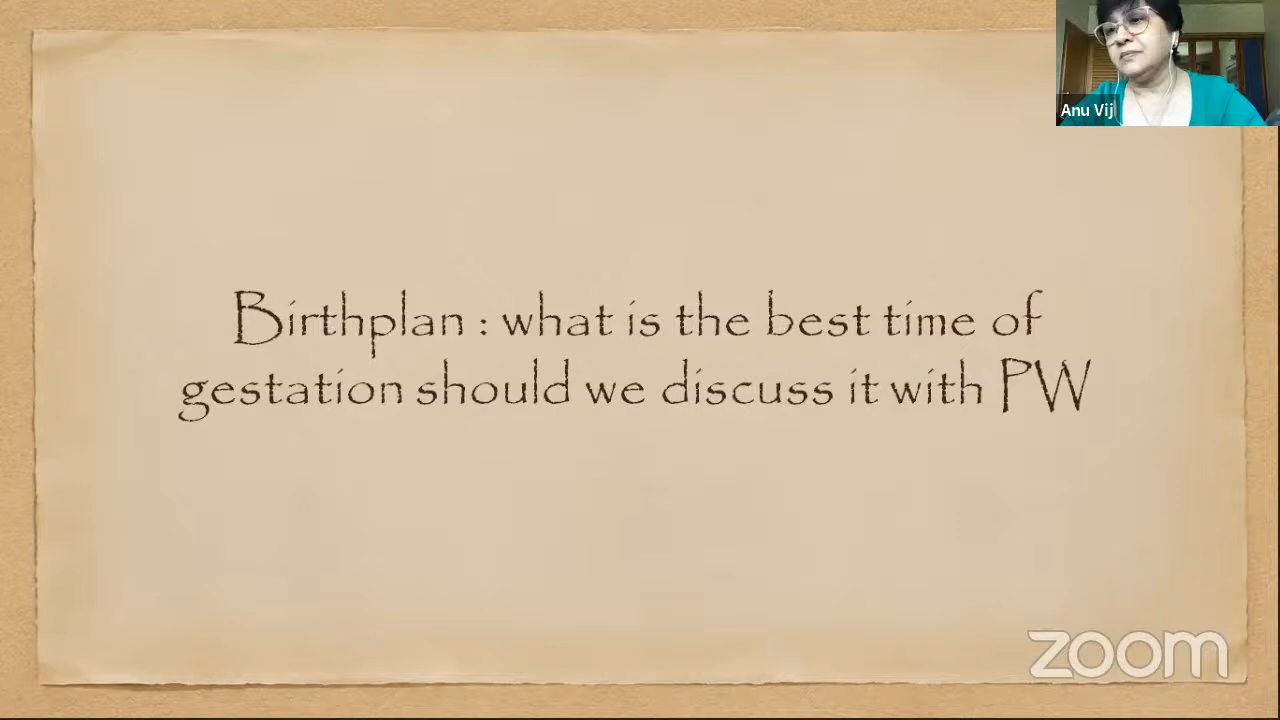 Anu Vij
Birthplan : what is the best time of
gestation should we discuss it with PW
zoom